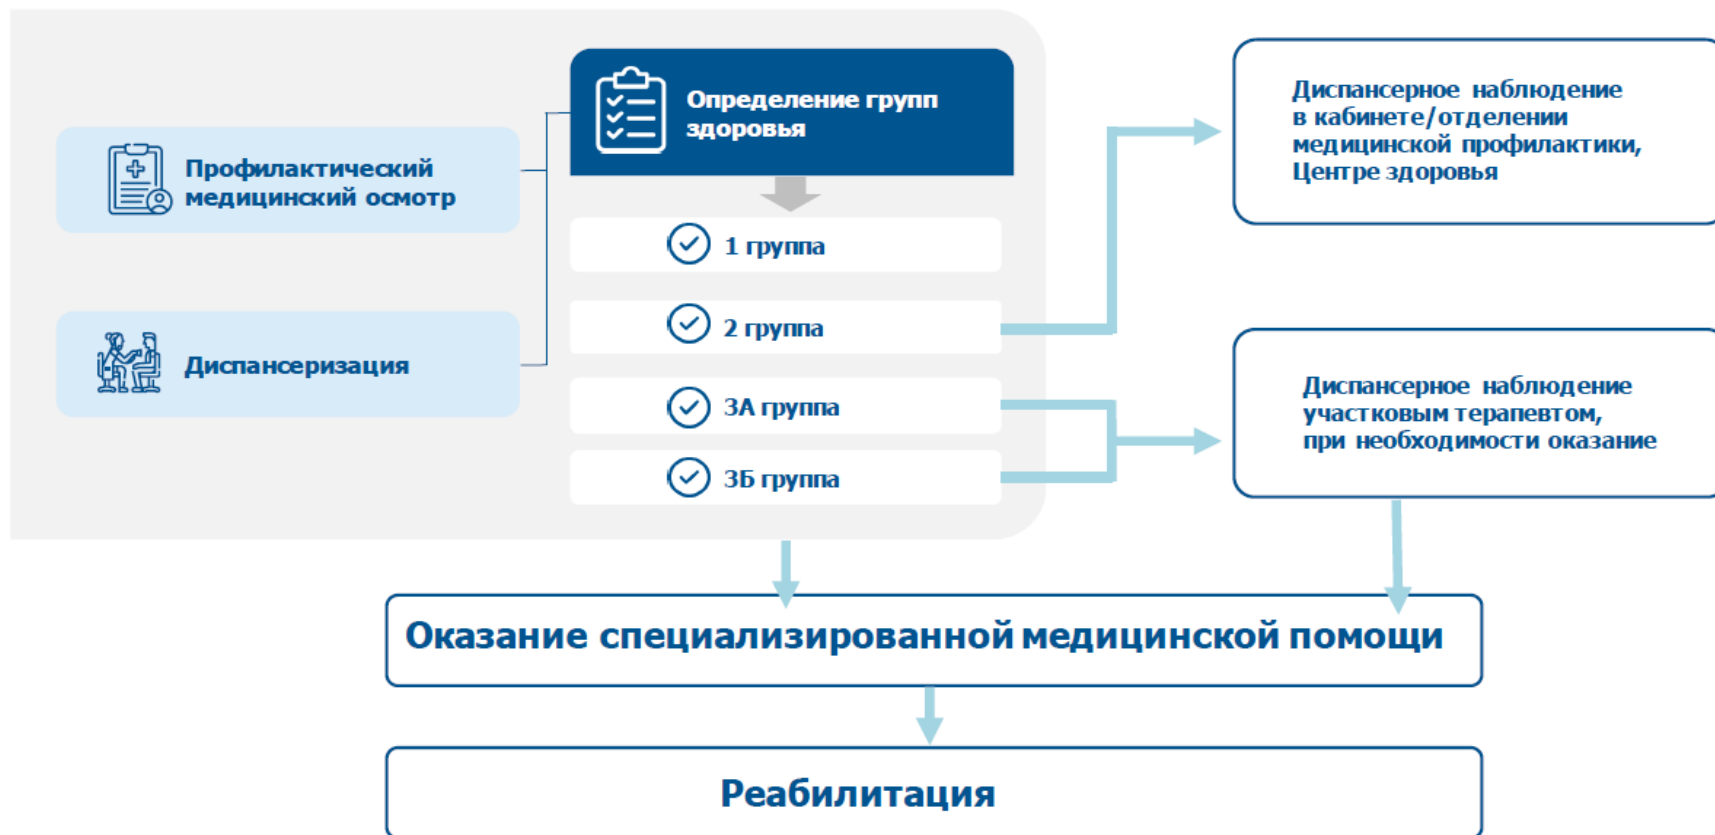 Определение групп
здоровья
Профилактический
медицинский осмотр
Диспансеризация
1 группа
2 группа
3А группа
3Б группа
Диспансерное наблюдение
в кабинете/отделении
медицинской профилактики,
Центре здоровья
Диспансерное наблюдение
участковым терапевтом,
при необходимости оказание
Оказание специализированной медицинской помощи
Реабилитация